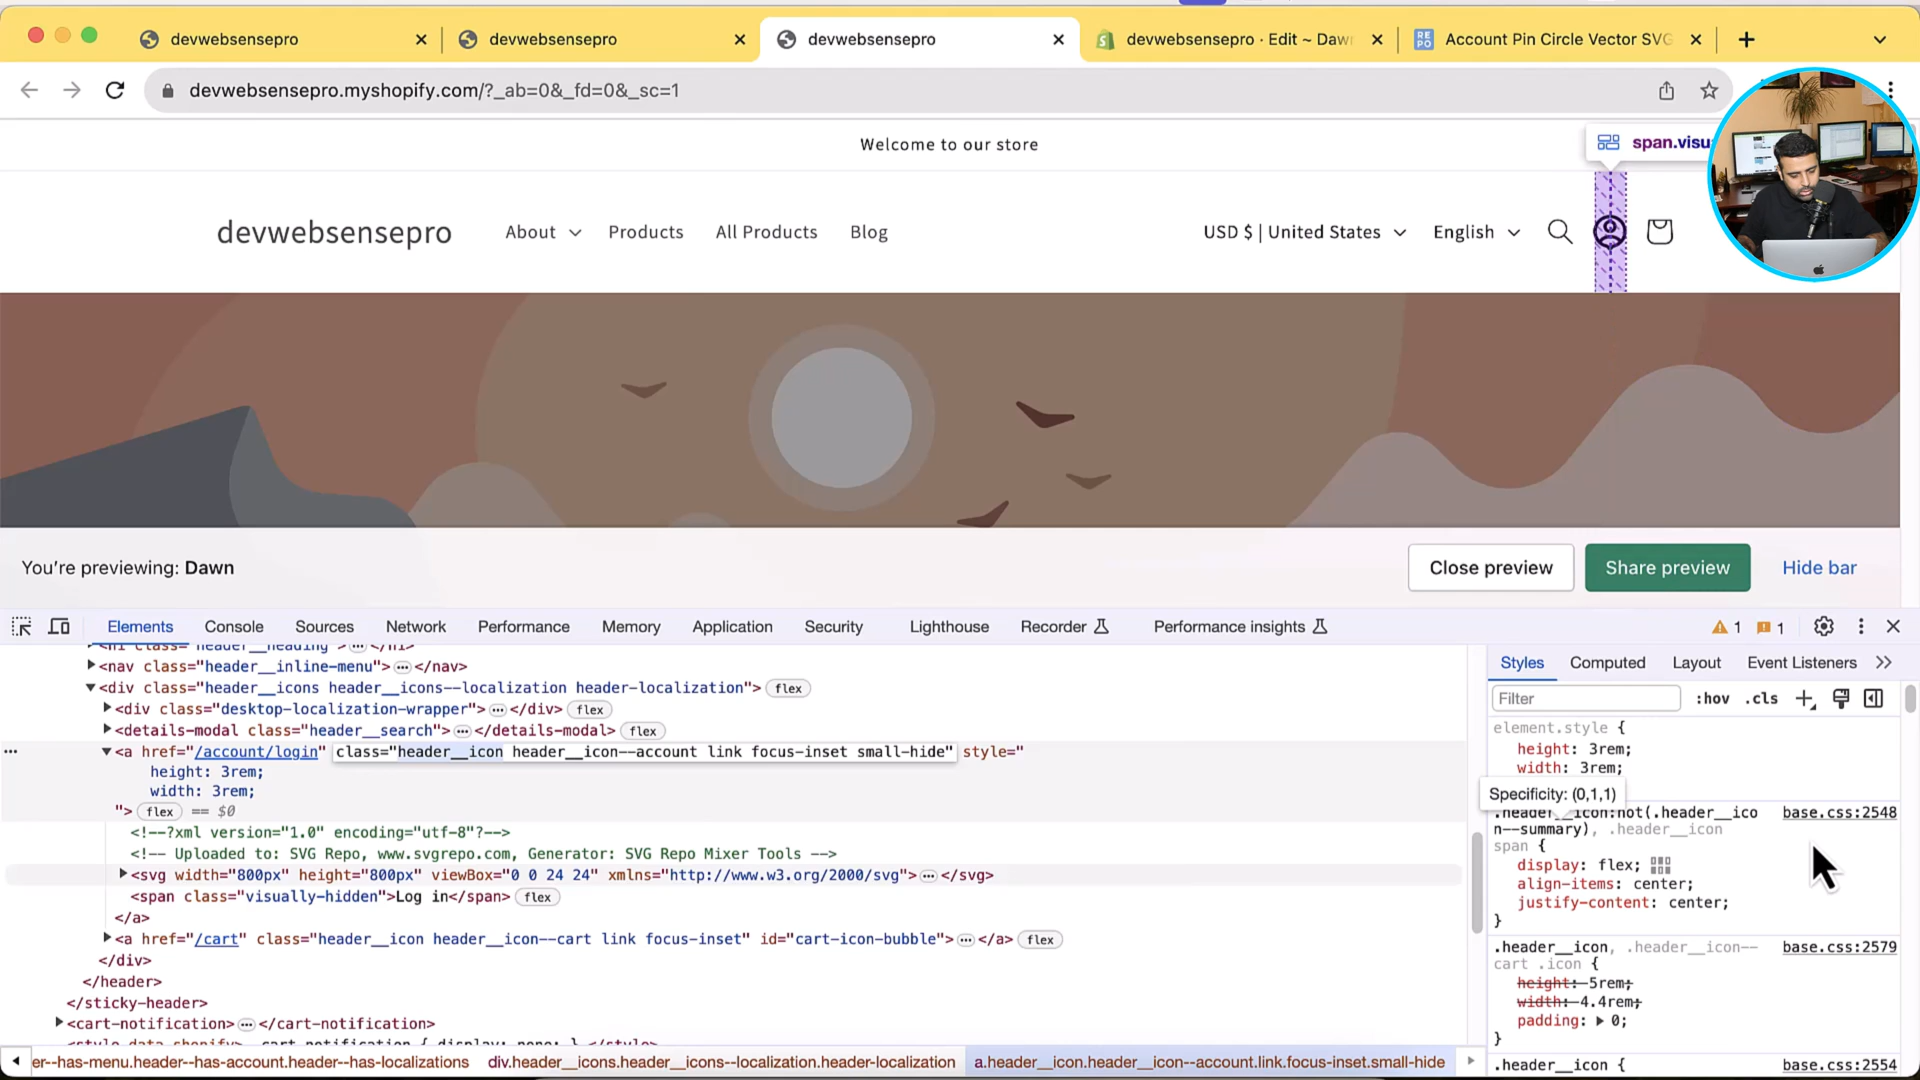 devwebsensepro
devwebsensepro
devwebsensepro
devwebsensepro · Edit ~ Daw
REPO
Account Pin Circle Vector SVG
devwebsensepro.myshopify.com/?_ab=0&_fd=0&_sc=1
Welcome to our store
span.visu
devwebsensepro
About
Products
All Products
Blog
USD $ | United States
English
You're previewing: Dawn
Close preview
Share preview
Hide bar
Elements
Console
Sources
Network
Performance
Memory
Application
Security
Lighthouse
Recorder
Performance insights
1
1
<nav class="header__inline-menu"> … </nav>
<div class="header__icons header__icons--localization header-localization"> flex
<div class="desktop-localization-wrapper"> … </div> flex
<details-modal class="header__search"> … </details-modal> flex
<a href="/account/login" class="header__icon header__icon--account link focus-inset small-hide" style="
height: 3rem;
width: 3rem;
"> flex == $0
<!--?xml version="1.0" encoding="utf-8"?-->
<!-- Uploaded to: SVG Repo, www.svgrepo.com, Generator: SVG Repo Mixer Tools -->
<svg width="800px" height="800px" viewBox="0 0 24 24" xmlns="http://www.w3.org/2000/svg"> … </svg>
<span class="visually-hidden">Log in</span> flex
</a>
<a href="/cart" class="header__icon header__icon--cart link focus-inset" id="cart-icon-bubble"> … </a> flex
</div>
</header>
</sticky-header>
<cart-notification> … </cart-notification>
er--has-menu.header--has-account.header--has-localizations
div.header__icons.header__icons--localization.header-localization
a.header__icon.header__icon--account.link.focus-inset.small-hide
Styles
Computed
Layout
Event Listeners
Filter
:hov
.cls
element.style {
height: 3rem;
width: 3rem;
Specificity: (0,1,1)
.header__icon:not(.header__ico
base.css:2548
n--summary), .header__icon
span {
display: flex;
align-items: center;
justify-content: center;
}
.header__icon, .header__icon--
base.css:2579
cart .icon {
height: 5rem;
width: 4.4rem;
padding: 0;
}
.header__icon {
base.css:2554